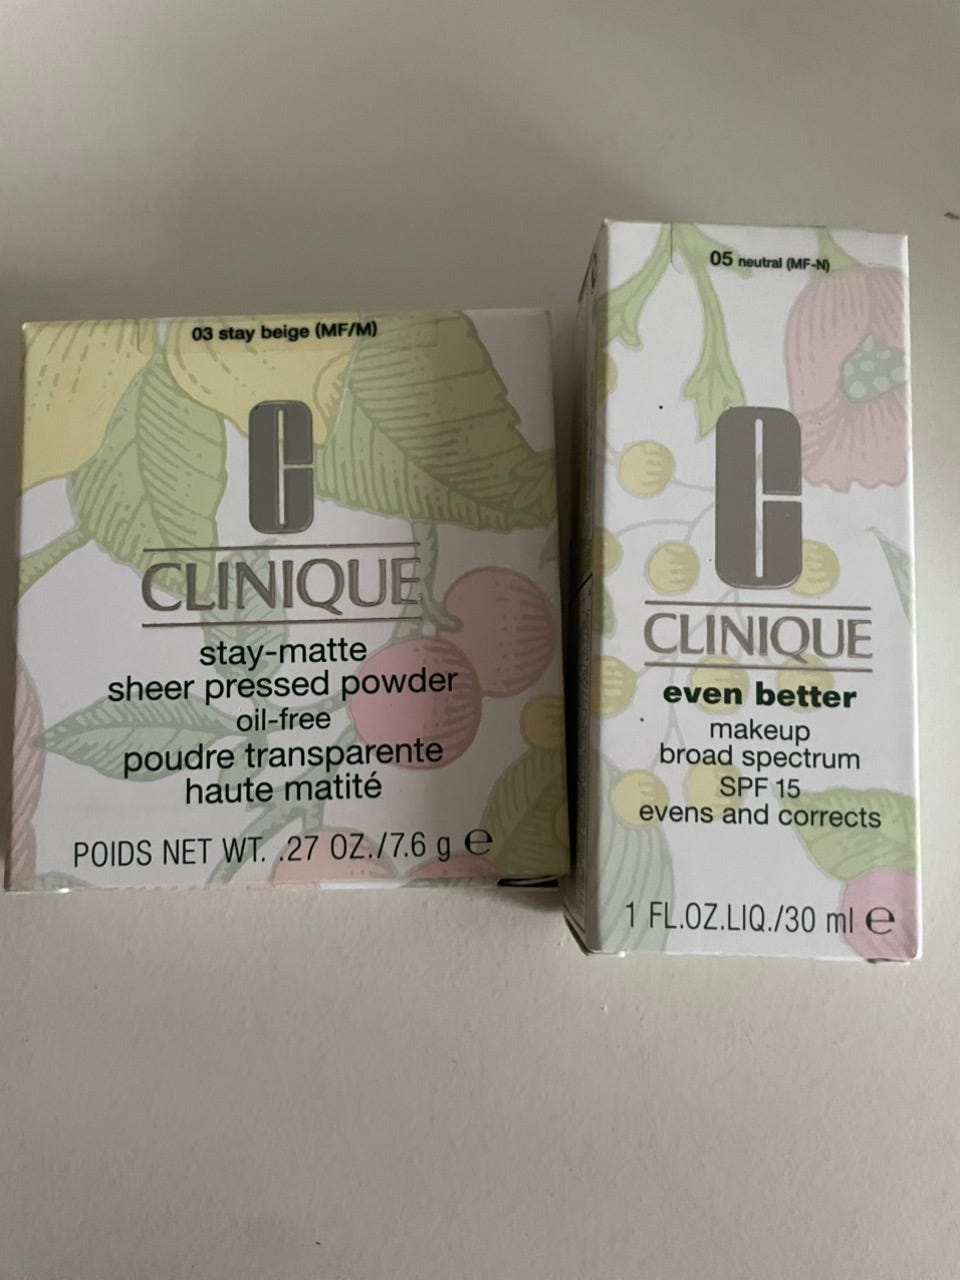 03 stay beige (MF/M)
CLINIQUE
stay-matte
sheer pressed powder
oil-free
poudre transparente
haute matité
POIDS NET WT. .27 OZ./7.6 g ℮
05 neutral (MF-N)
CLINIQUE
even better
makeup
broad spectrum
SPF 15
evens and corrects
1 FL.OZ.LIQ./30 ml ℮